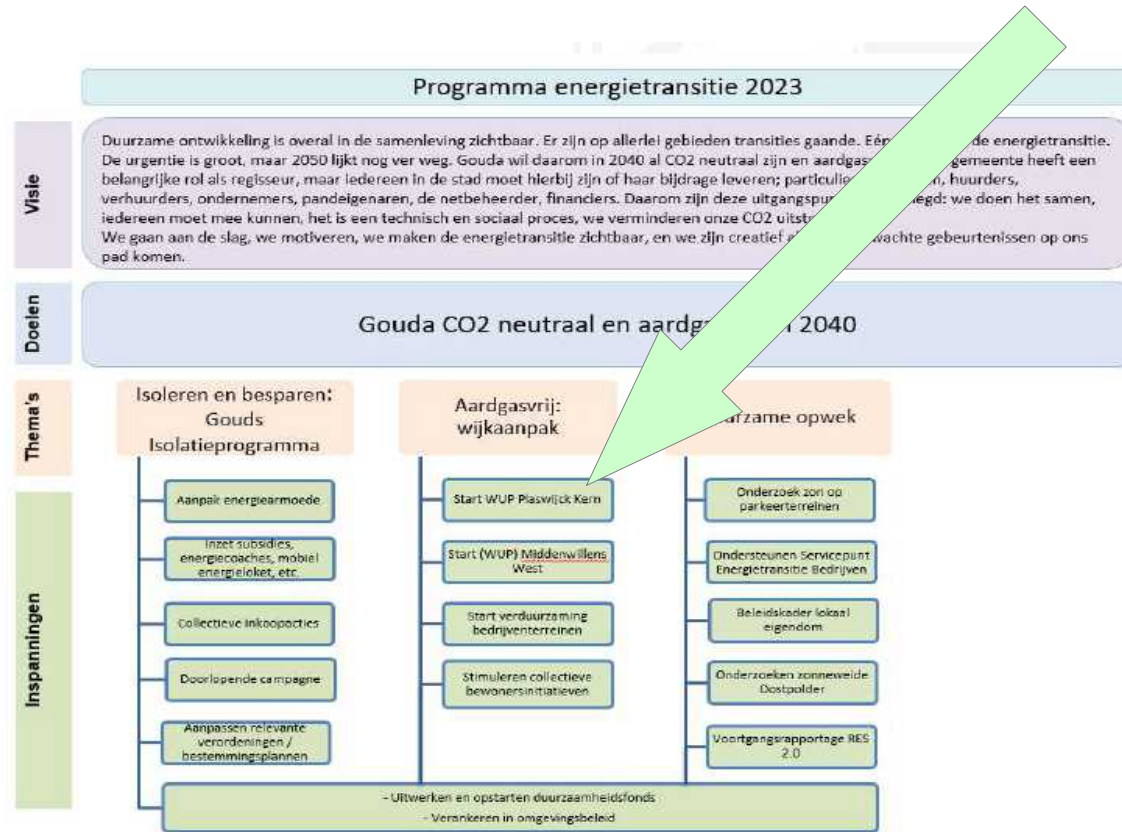 Programma energietransitie 2023
Visie
Duurzame ontwikkeling is overal in de samenleving zichtbaar. Er zijn op allerlei gebieden transities gaande. Eén de energietransitie.
De urgentie is groot, maar 2050 lijkt nog ver weg. Gouda wil daarom in 2040 al CO2 neutraal zijn en gemeente heeft een
belangrijke rol als regisseur, maar iedereen in de stad moet hierbij zijn of haar bijdrage leveren; huurders,
verhuurders, ondernemers, pandeigenaren, de netbeheerder, financiers. Daarom zijn deze we doen het samen,
iedereen moet mee kunnen, het is een technisch en sociaal proces, we verminderen onze CO2
We gaan aan de slag, we motiveren, we maken de energietransitie zichtbaar, en we zijn creatief gebeurtenissen op ons
pad komen.
Doelen
Gouda CO2 neutraal en 2040
Thema's
Isoleren en besparen:
Gouds
Isolatieprogramma
Aardgasvrij:
wijkaanpak
opwek
Inspanningen
Aanpak energiearmoede
Inzet subsidies,
energiecoaches, mobiel
energieloket, etc.
Collectieve inkoopacties
Doorlopende campagne
Aanpassen relevante
verordeningen /
bestemmingsplannen
Start WUP Plaswijck Kern
Start (WUP) Middenwillens
West
Start verduurzaming
bedrijventerreinen
Stimuleren collectieve
bewonersinitiatieven
Onderzoek zon op
parkeerterreinen
Ondersteunen Servicepunt
Energietransitie Bedrijven
Beleidskader lokaal
eigendom
Onderzoeken zonneweide
Oostpolder
Voortgangsrapportage RES
2.0
- Uitwerken en opstarten duurzaamheidsfonds
- Verankeren in omgevingsbeleid